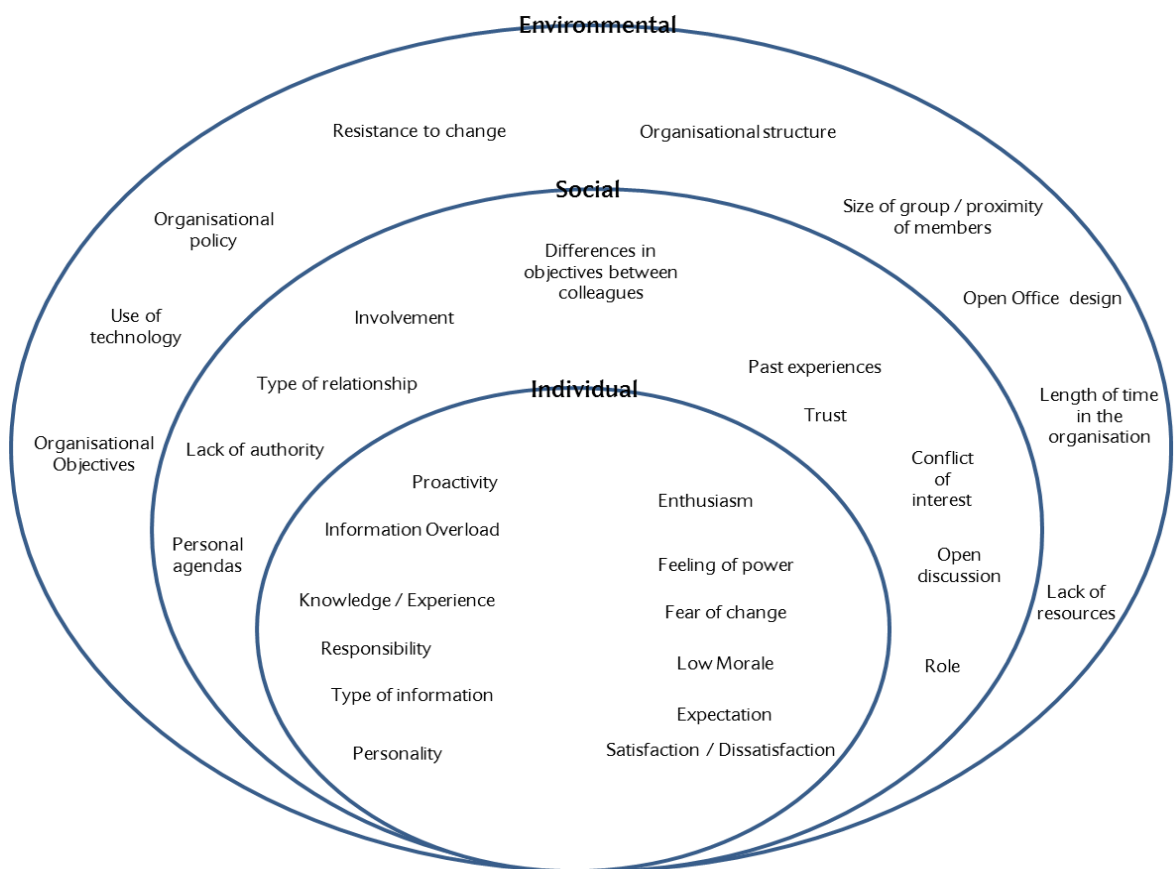 Environmental
Resistance to change
Organisational structure
Social
Organisational
policy
Size of group / proximity
of members
Differences in
objectives between
colleagues
Open Office design
Use of
technology
Involvement
Past experiences
Type of relationship
Individual
Length of time
in the
organisation
Trust
Organisational
Objectives
Lack of authority
Conflict
of
interest
Proactivity
Enthusiasm
Information Overload
Personal
agendas
Feeling of power
Open
discussion
Knowledge / Experience
Fear of change
Lack of
resources
Responsibility
Low Morale
Role
Type of information
Expectation
Personality
Satisfaction / Dissatisfaction